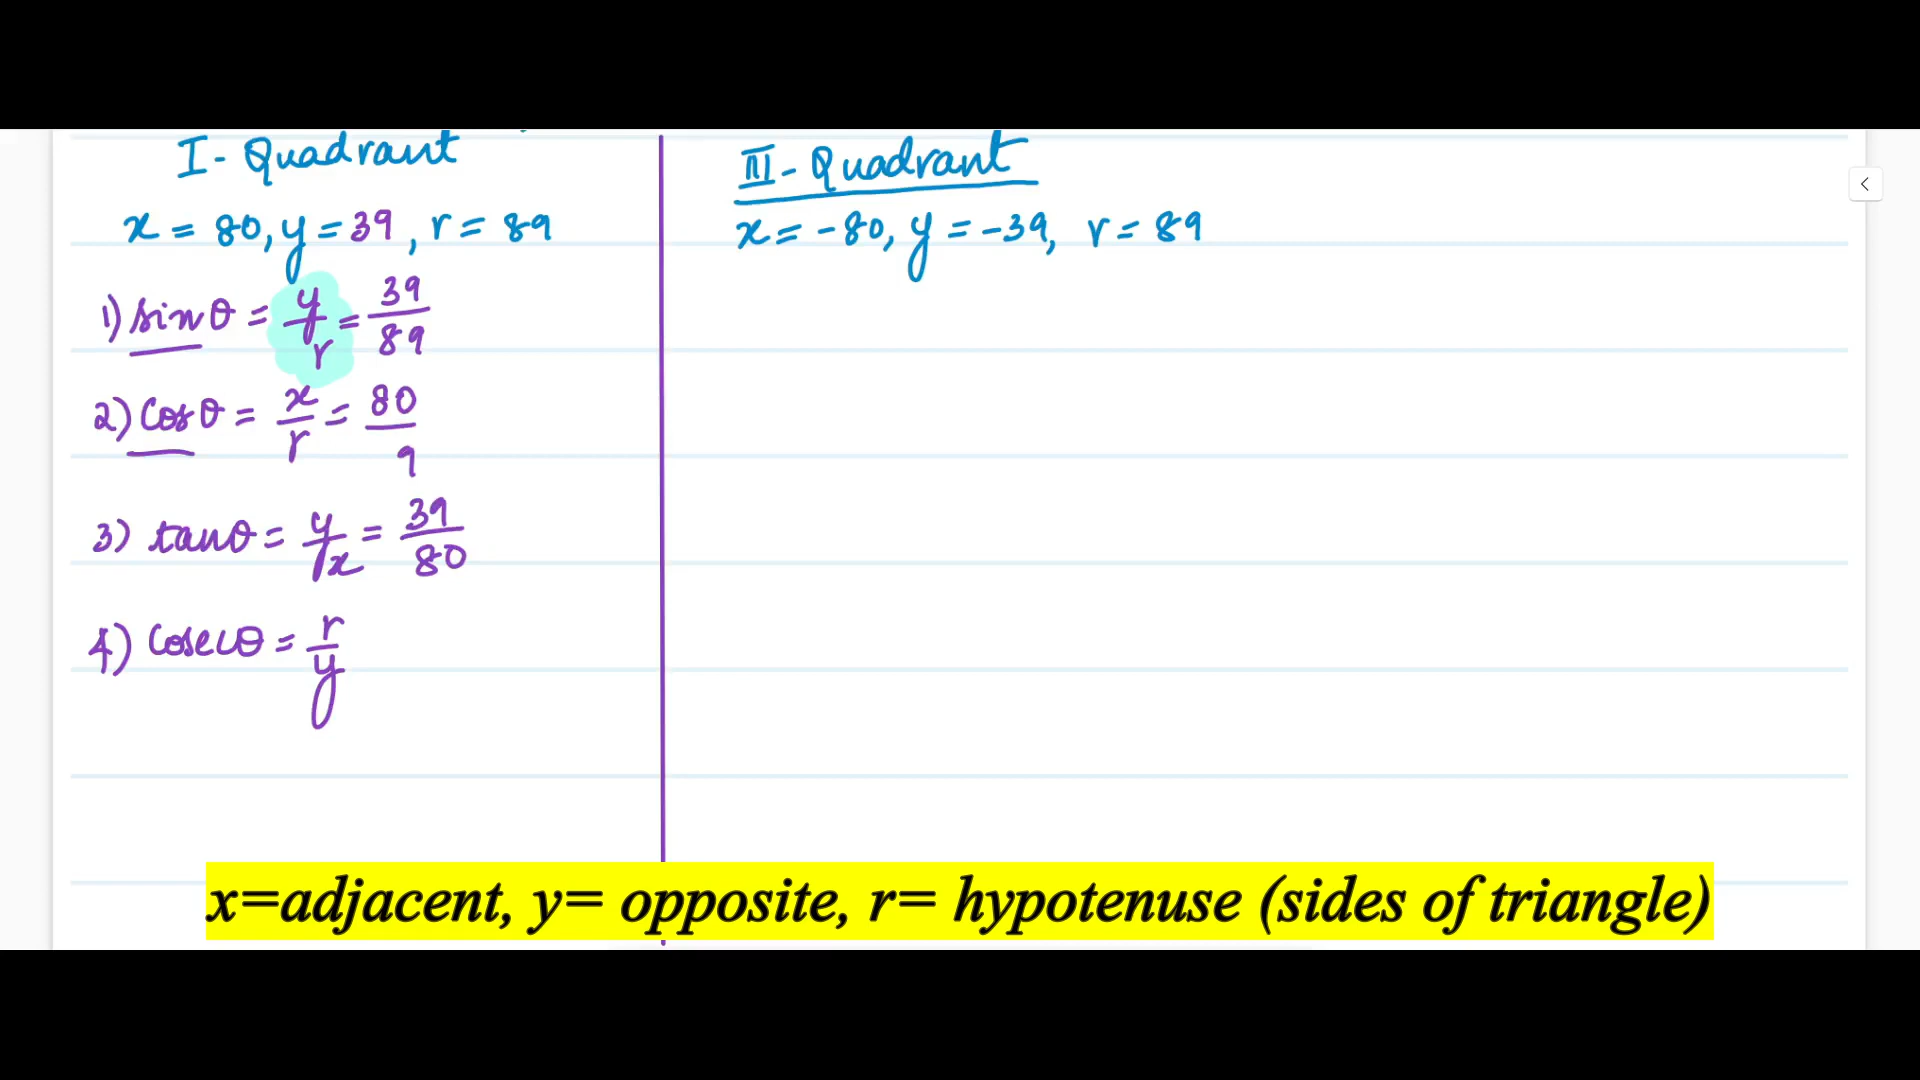 I - Quadrant
x = 80, y = 39, r = 89
1) sinθ = y/r = 39/89
2) cosθ = x/r = 80/9
3) tanθ = y/x = 39/80
4) cosecθ = r/y
III - Quadrant
x = -80, y = -39, r = 89
x=adjacent, y= opposite, r= hypotenuse (sides of triangle)